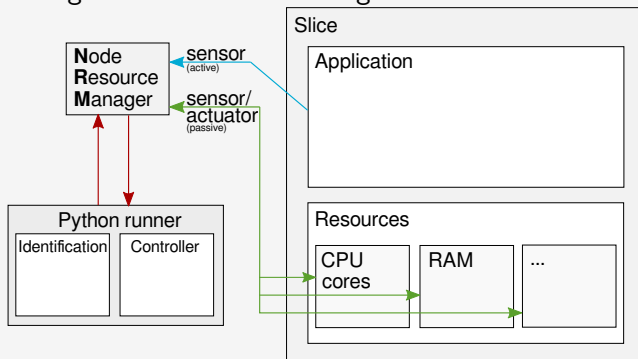 Slice
Node
Resource
Manager
sensor
(active)
sensor/
actuator
(passive)
Application
Python runner
Identification
Controller
Resources
CPU
cores
RAM
...